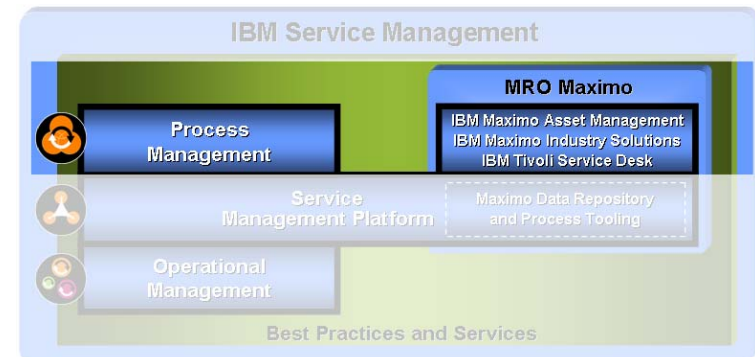 IBM Service Management
MRO Maximo
Process
Management
IBM Maximo Asset Management
IBM Maximo Industry Solutions
IBM Tivoli Service Desk
Service
Management Platform
Maximo Data Repository
and Process Tooling
Operational
Management
Best Practices and Services